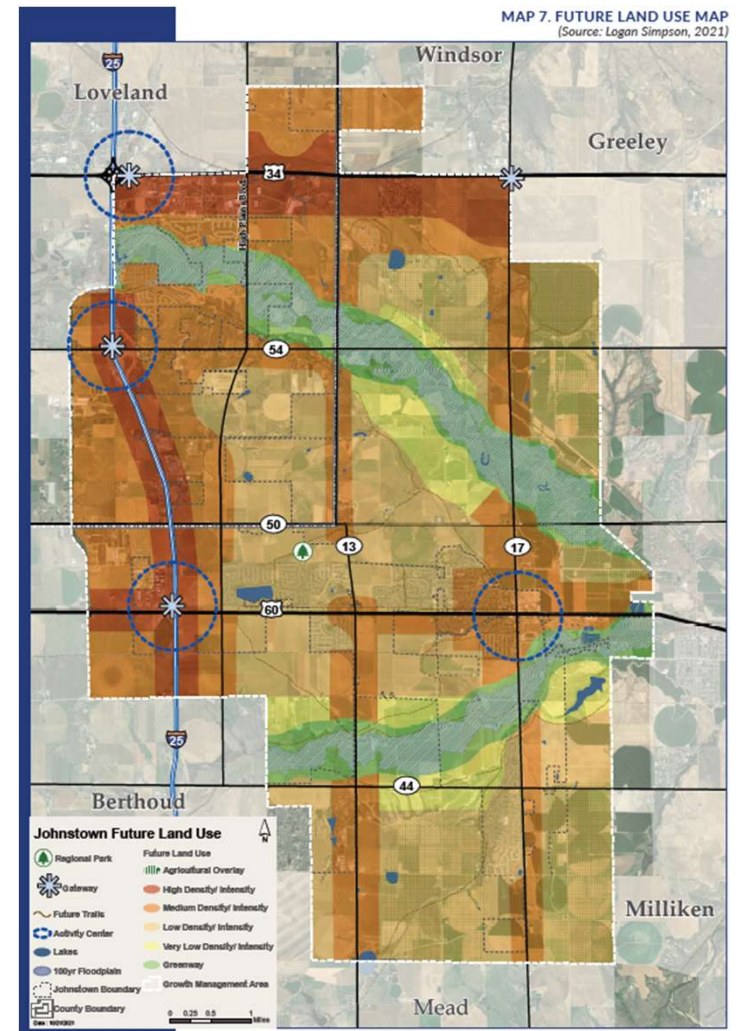 MAP 7. FUTURE LAND USE MAP
(Source: Logan Simpson, 2021)
Windsor
25
Loveland
Greeley
34
High Plains Blvd
54
50
13
17
60
25
44
Berthoud
Milliken
Mead
Johnstown Future Land Use
N
Regional Park
Gateway
Future Trails
Activity Center
Lakes
100yr Floodplain
Johnstown Boundary
County Boundary
Future Land Use
Agricultural Overlay
High Density/ Intensity
Medium Density/ Intensity
Low Density/ Intensity
Very Low Density/ Intensity
Greenway
Growth Management Area
0 0.25 0.5 1
Miles